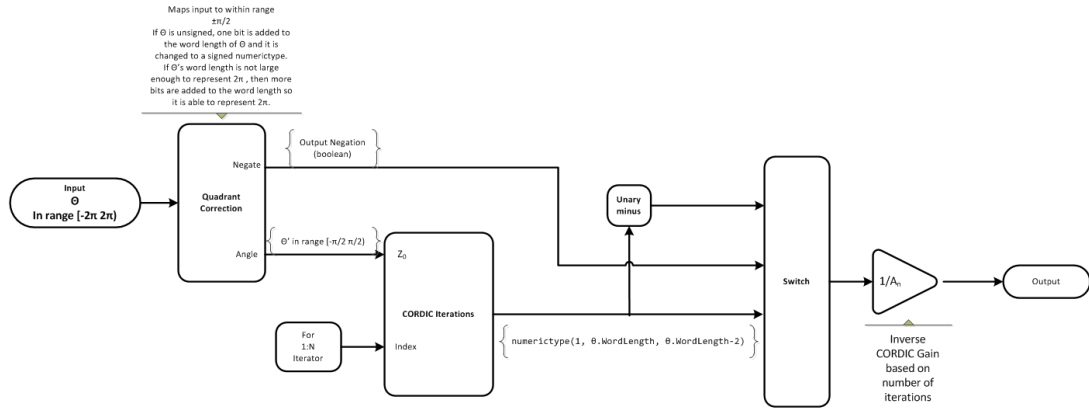 Maps input to within range
±π/2
If Θ is unsigned, one bit is added to
the word length of Θ and it is
changed to a signed numerictype.
If Θ's word length is not large
enough to represent 2π , then more
bits are added to the word length so
it is able to represent 2π.
Input
Θ
In range [-2π 2π)
Quadrant
Correction
Negate
Angle
Output Negation
(boolean)
Θ' in range [-π/2 π/2)
Z0
CORDIC Iterations
Index
For
1:N
Iterator
Unary
minus
numerictype(1, θ.WordLength, θ.WordLength-2)
Switch
1/An
Inverse
CORDIC Gain
based on
number of
iterations
Output